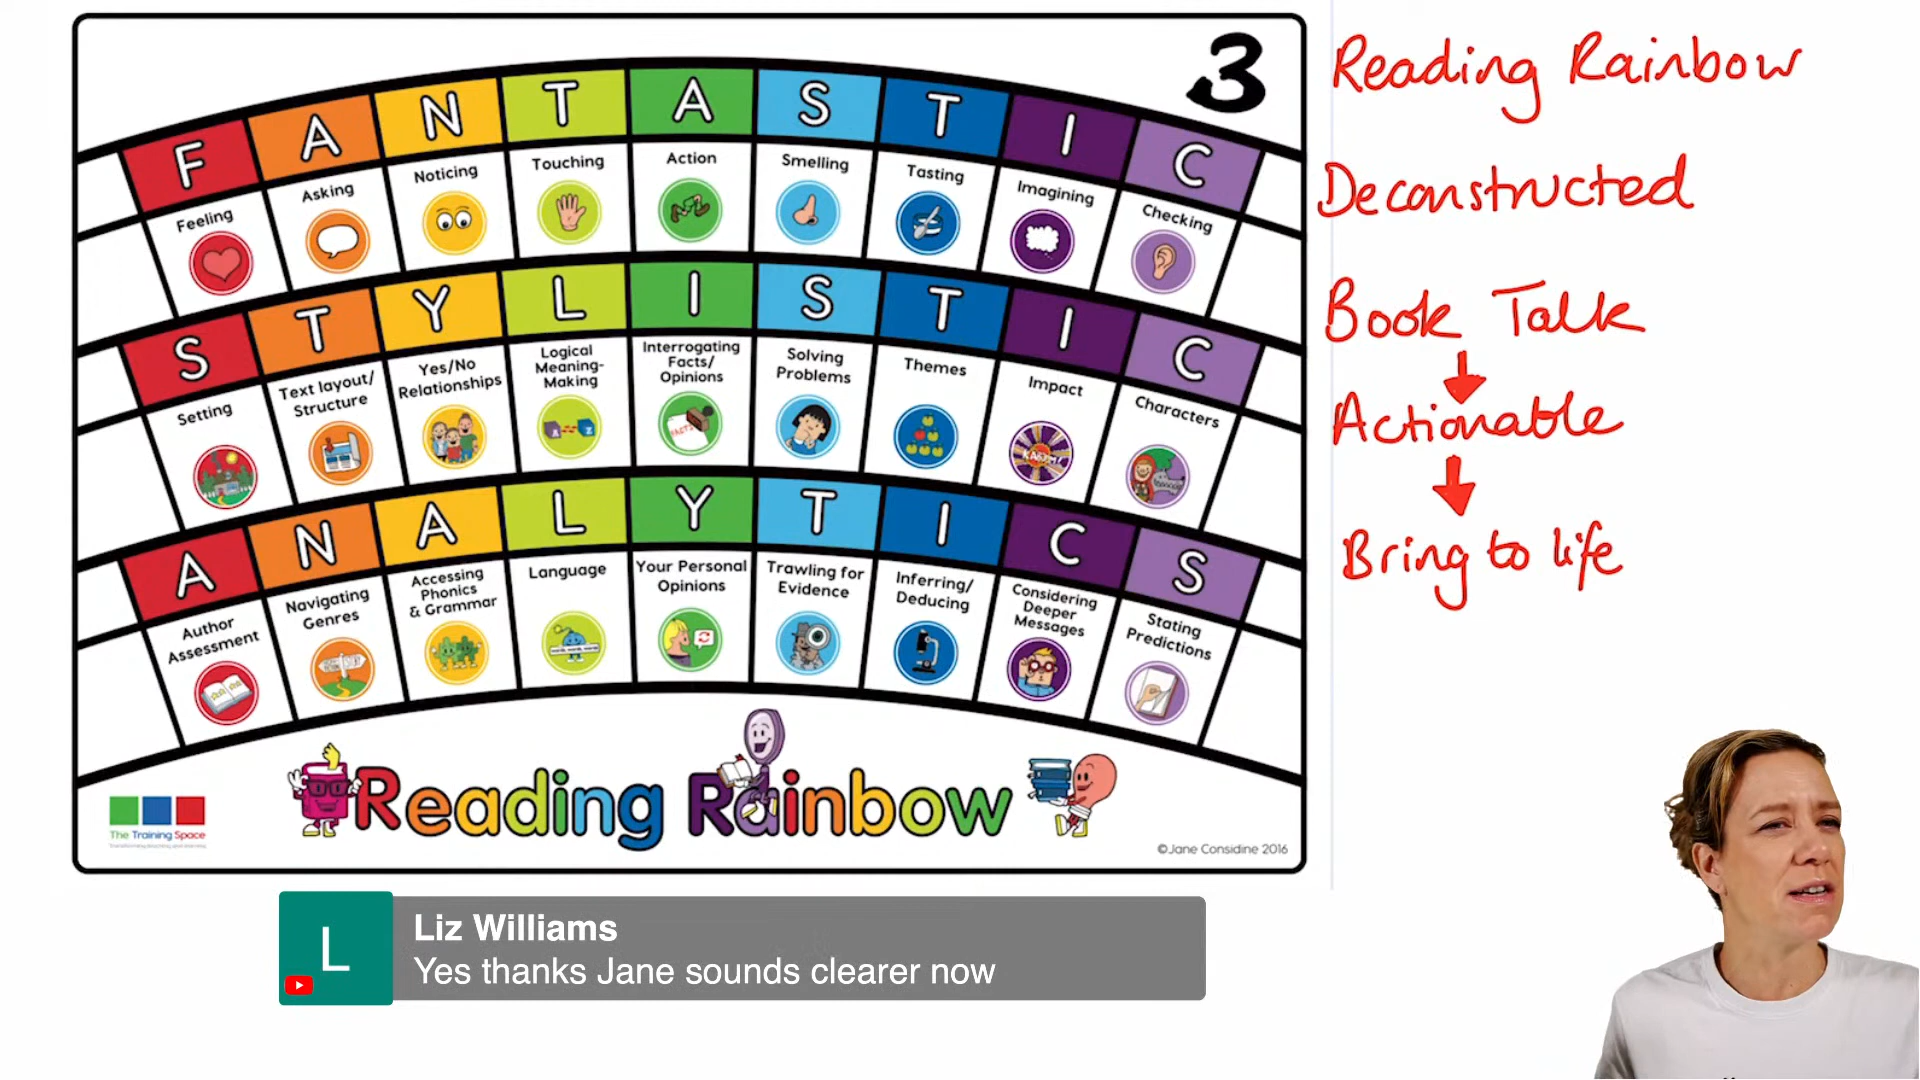 3
F A N T A S T I C
Feeling
Asking
Noticing
Touching
Action
Smelling
Tasting
Imagining
Checking
S T Y L I S T I C
Setting
Text layout/
Structure
Yes/No
Relationships
Logical
Meaning-
Making
Interrogating
Facts/
Opinions
Solving
Problems
Themes
Impact
Characters
A N A L Y T I C S
Author
Assessment
Navigating
Genres
Accessing
Phonics
& Grammar
Language
Your Personal
Opinions
Trawling for
Evidence
Inferring/
Deducing
Considering
Deeper
Messages
Stating
Predictions
Reading Rainbow
The Training Space
©Jane Considine 2016
Reading Rainbow
Deconstructed
Book Talk
Actionable
Bring to life
L
Liz Williams
Yes thanks Jane sounds clearer now